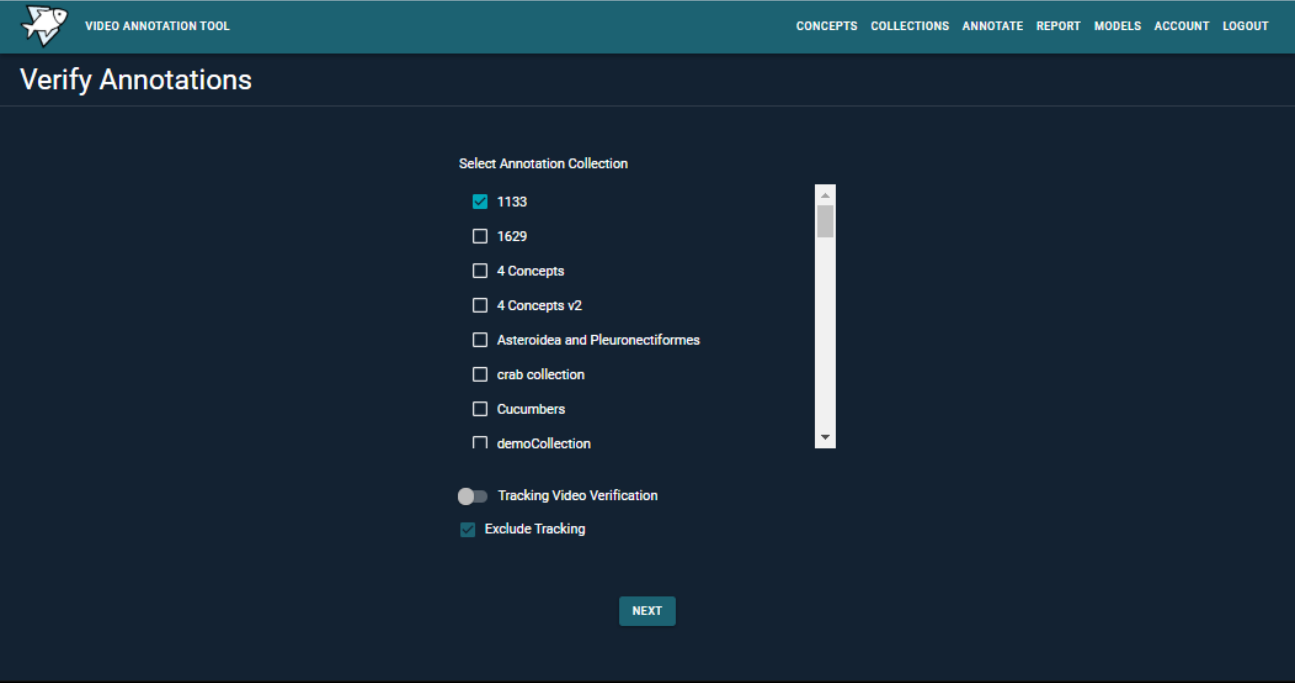 VIDEO ANNOTATION TOOL CONCEPTS COLLECTIONS ANNOTATE REPORT MODELS ACCOUNT LOGOUT
Verify Annotations
Select Annotation Collection
1133
1629
4 Concepts
4 Concepts v2
Asteroidea and Pleuronectiformes
crab collection
Cucumbers
demoCollection
Tracking Video Verification
Exclude Tracking
NEXT